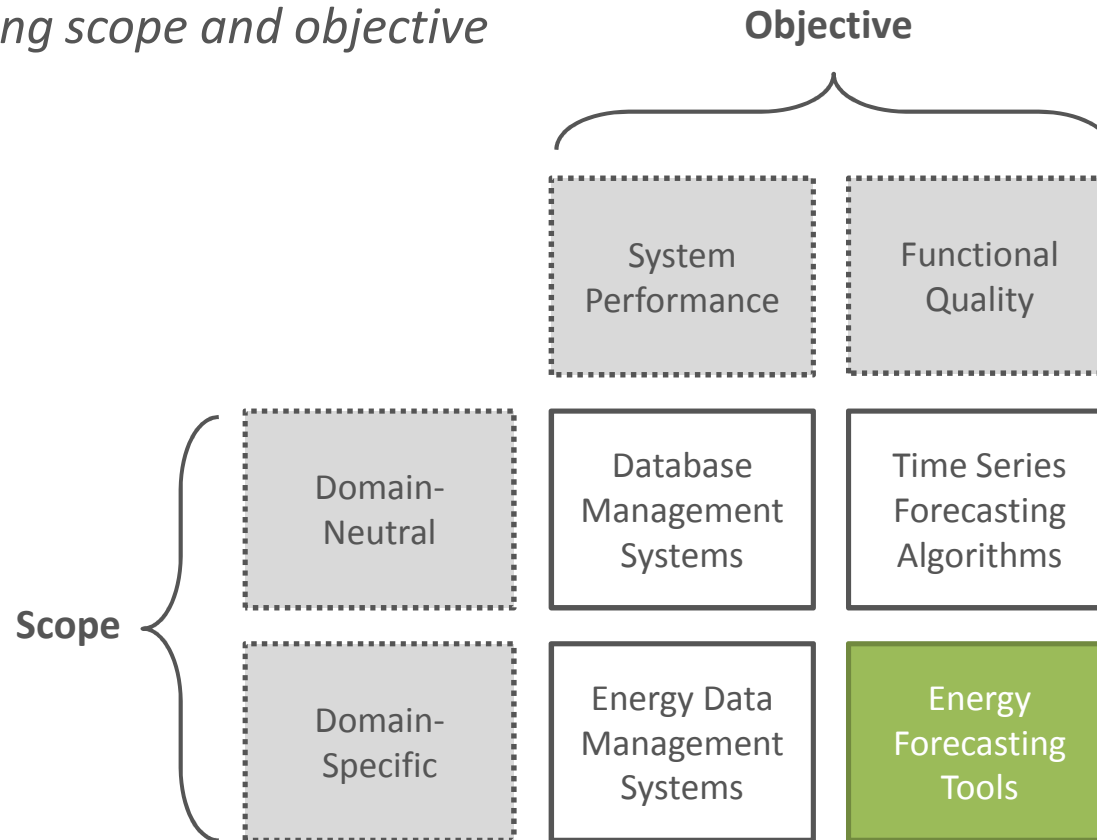 ng scope and objective
Objective
System
Performance
Functional
Quality
Domain-
Neutral
Database
Management
Systems
Time Series
Forecasting
Algorithms
Scope
Domain-
Specific
Energy Data
Management
Systems
Energy
Forecasting
Tools